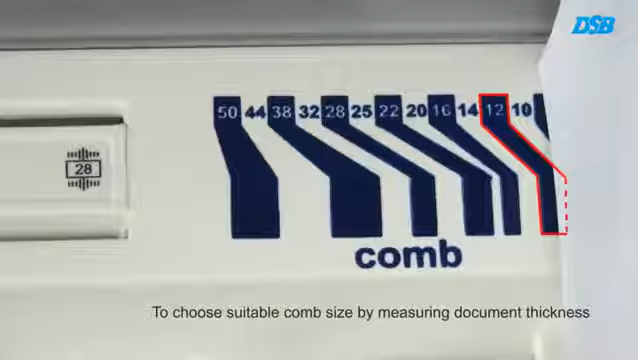 DSB
50 44 38 32 28 25 22 20 16 14 12 10
28
comb
To choose suitable comb size by measuring document thickness